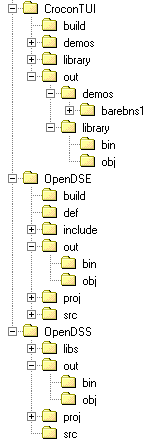 CroconTUI
build
demos
library
out
demos
barebns1
library
bin
obj
OpenDSE
build
def
include
out
bin
obj
proj
src
OpenDSS
libs
out
bin
obj
proj
src